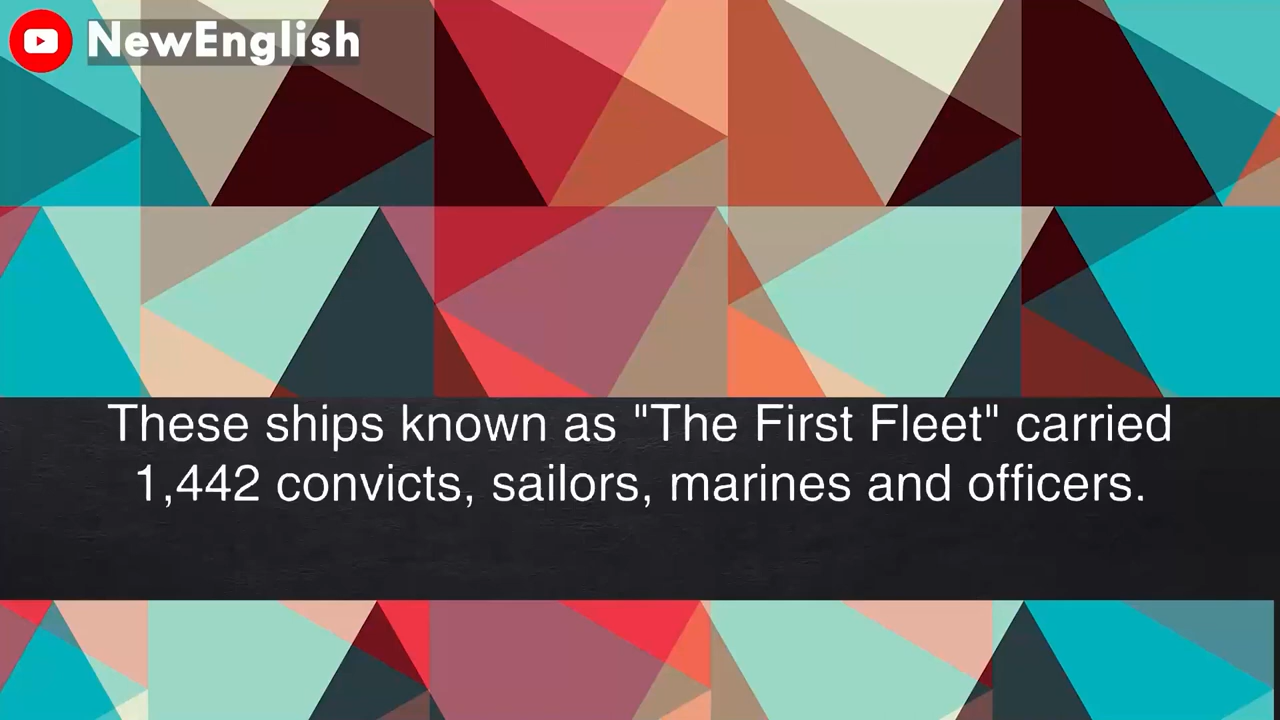 NewEnglish
These ships known as "The First Fleet" carried
1,442 convicts, sailors, marines and officers.